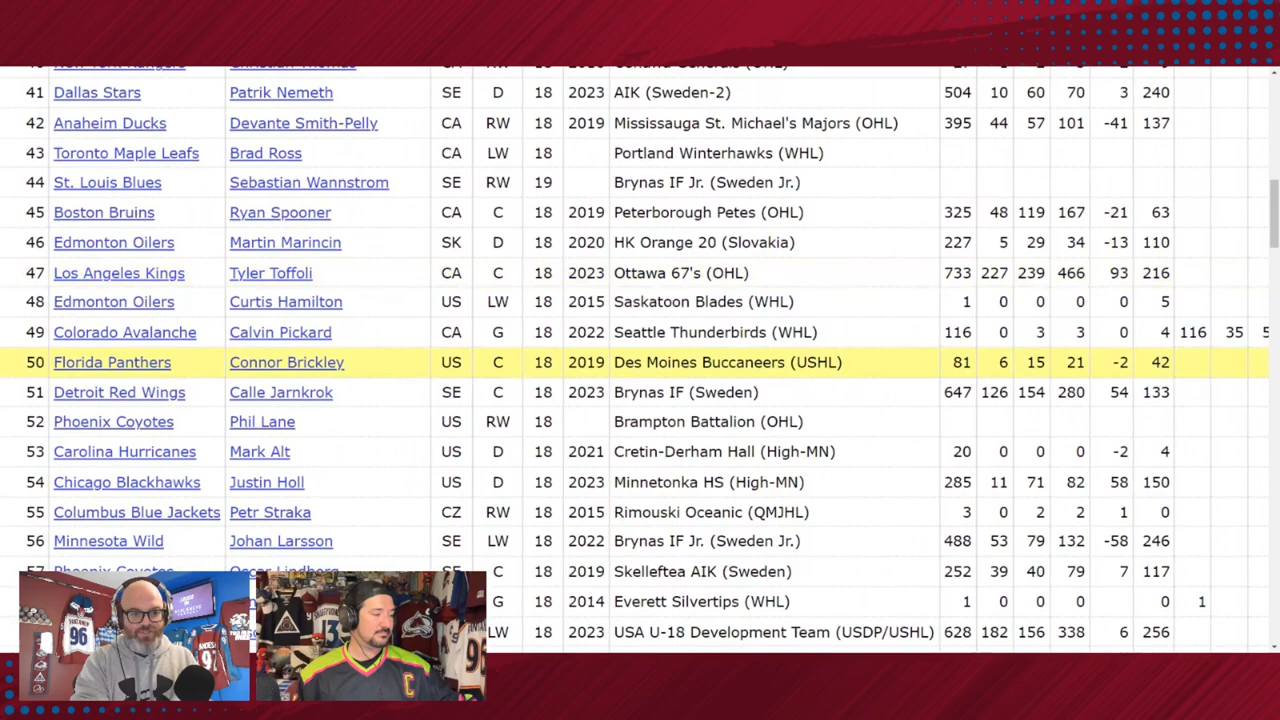 41 Dallas Stars Patrik Nemeth SE D 18 2023 AIK (Sweden-2) 504 10 60 70 3 240
42 Anaheim Ducks Devante Smith-Pelly CA RW 18 2019 Mississauga St. Michael's Majors (OHL) 395 44 57 101 -41 137
43 Toronto Maple Leafs Brad Ross CA LW 18 Portland Winterhawks (WHL)
44 St. Louis Blues Sebastian Wannstrom SE RW 19 Brynas IF Jr. (Sweden Jr.)
45 Boston Bruins Ryan Spooner CA C 18 2019 Peterborough Petes (OHL) 325 48 119 167 -21 63
46 Edmonton Oilers Martin Marincin SK D 18 2020 HK Orange 20 (Slovakia) 227 5 29 34 -13 110
47 Los Angeles Kings Tyler Toffoli CA C 18 2023 Ottawa 67's (OHL) 733 227 239 466 93 216
48 Edmonton Oilers Curtis Hamilton US LW 18 2015 Saskatoon Blades (WHL) 1 0 0 0 0 5
49 Colorado Avalanche Calvin Pickard CA G 18 2022 Seattle Thunderbirds (WHL) 116 0 3 3 0 4 116 35 5
50 Florida Panthers Connor Brickley US C 18 2019 Des Moines Buccaneers (USHL) 81 6 15 21 -2 42
51 Detroit Red Wings Calle Jarnkrok SE C 18 2023 Brynas IF (Sweden) 647 126 154 280 54 133
52 Phoenix Coyotes Phil Lane US RW 18 Brampton Battalion (OHL)
53 Carolina Hurricanes Mark Alt US D 18 2021 Cretin-Derham Hall (High-MN) 20 0 0 0 -2 4
54 Chicago Blackhawks Justin Holl US D 18 2023 Minnetonka HS (High-MN) 285 11 71 82 58 150
55 Columbus Blue Jackets Petr Straka CZ RW 18 2015 Rimouski Oceanic (QMJHL) 3 0 2 2 1 0
56 Minnesota Wild Johan Larsson SE LW 18 2022 Brynas IF Jr. (Sweden Jr.) 488 53 79 132 -58 246
57 Phoenix Coyotes Oscar Lindberg SE C 18 2019 Skelleftea AIK (Sweden) 252 39 40 79 7 117
G 18 2014 Everett Silvertips (WHL) 1 0 0 0 0 0 1
LW 18 2023 USA U-18 Development Team (USDP/USHL) 628 182 156 338 6 256
96
C